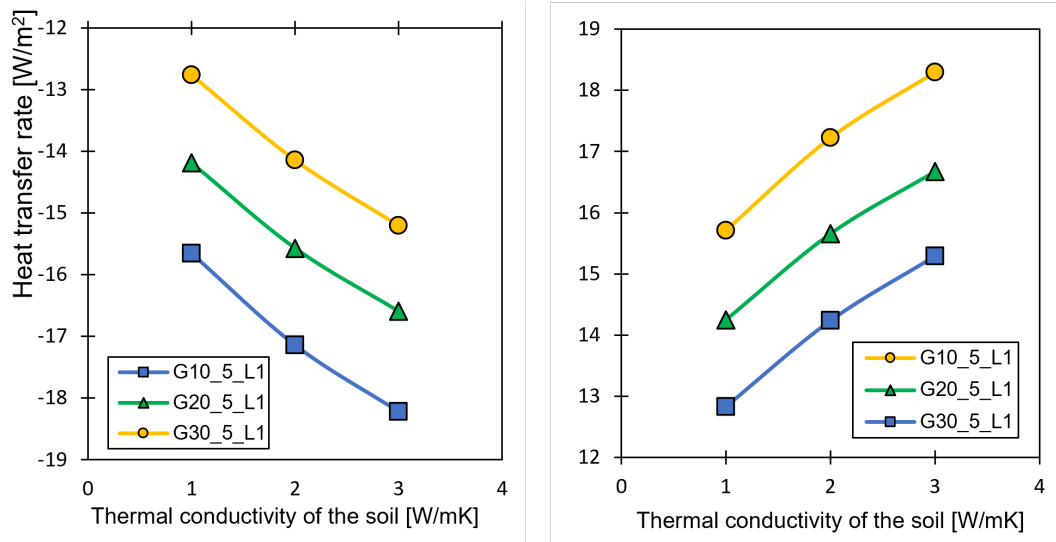 Heat transfer rate [W/m²]
-12
-13
-14
-15
-16
-17
-18
-19
0
1
2
3
4
Thermal conductivity of the soil [W/mK]
G10_5_L1
G20_5_L1
G30_5_L1
19
18
17
16
15
14
13
12
0
1
2
3
4
Thermal conductivity of the soil [W/mK]
G10_5_L1
G20_5_L1
G30_5_L1